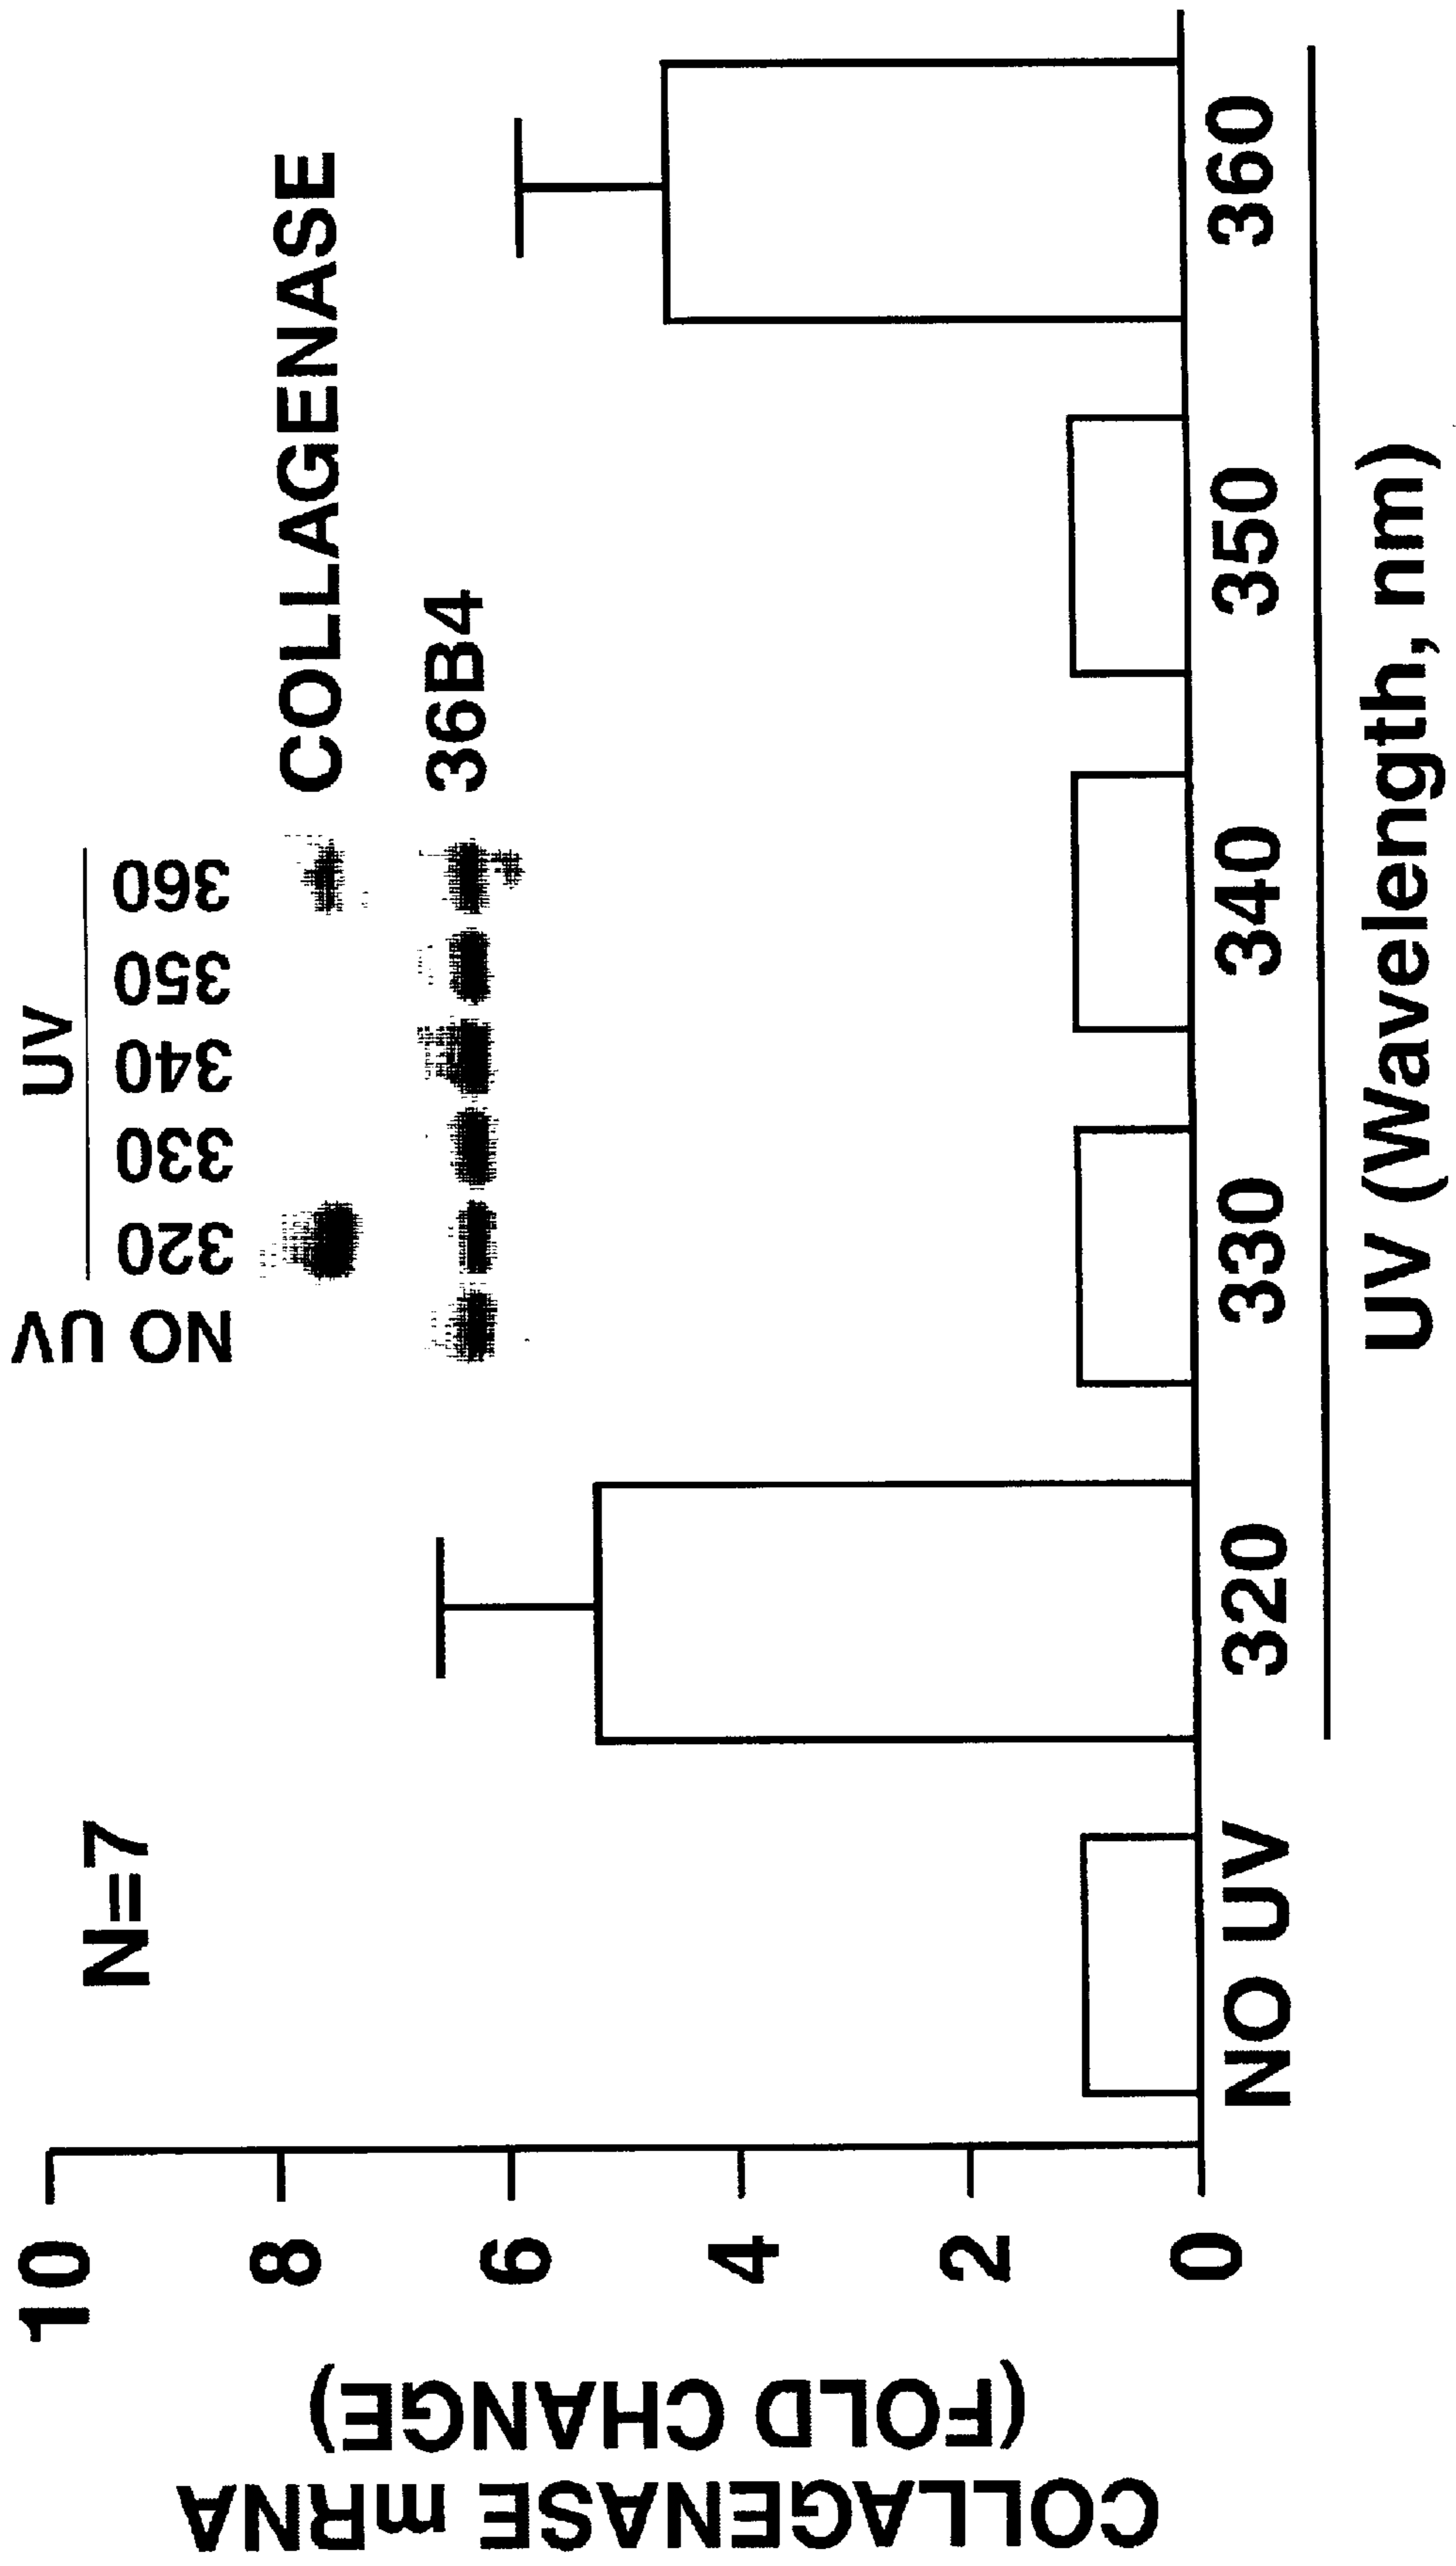 COLLAGENASE mRNA
(FOLD CHANGE)
10
8
6
4
2
0
N=7
UV
NO UV 320 330 340 350 360
COLLAGENASE
36B4
NO UV 320 330 340 350 360
UV (Wavelength, nm)